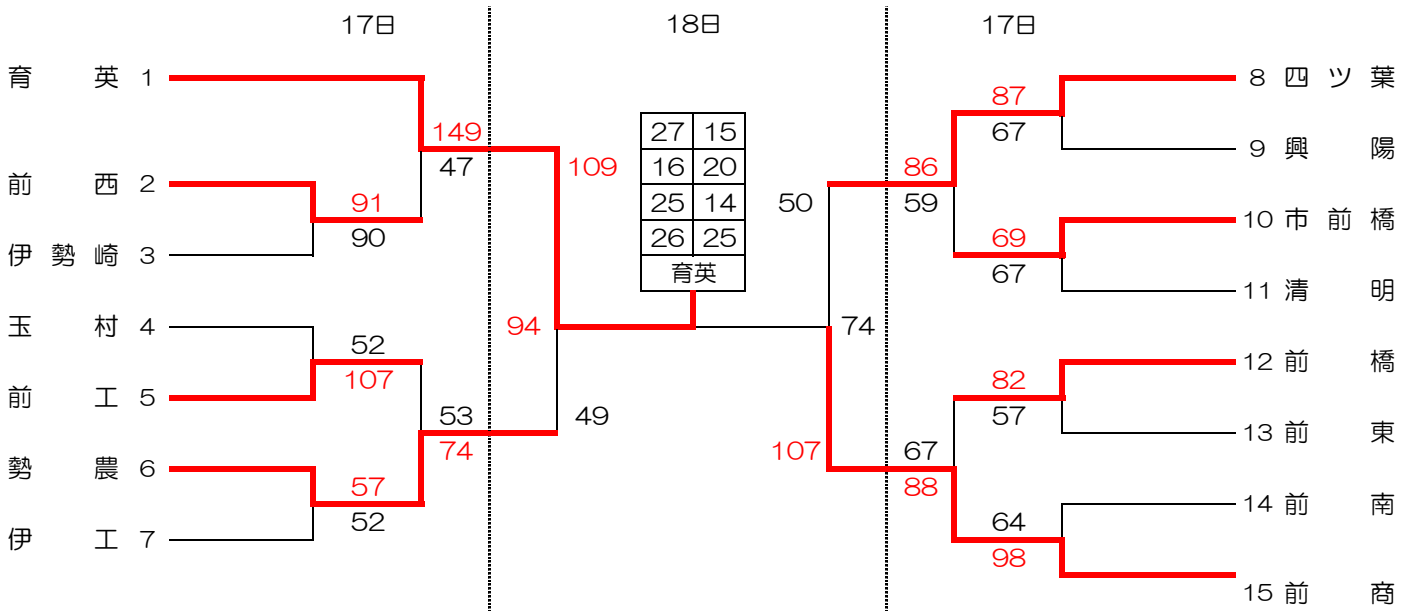 17日 18日 17日
育英 1
8 四ツ葉
87
27 15
149
67
47
109
16 20
86
9 興陽
前西 2
91
50
59
25 14
90
69
10 市前橋
26 25
伊勢崎 3
67
育英
11 清明
玉村 4
94
74
52
107
82
12 前橋
前工 5
57
53
49
13 前東
74
107
67
88
勢農 6
57
14 前南
52
64
伊工 7
98
15 前商